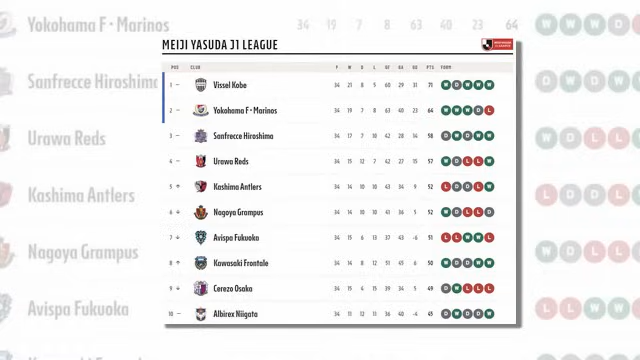 Yokohama F・Marinos 34 19 7 8 63 40 23 64 W W W D
Sanfrecce Hiroshima D W D W
Urawa Reds W D L L
Kashima Antlers L D D L
Nagoya Grampus W D L L
Avispa Fukuoka L L W W
MEIJI YASUDA J1 LEAGUE
POS CLUB P W D L GF GA GD PTS FORM
1 – Vissel Kobe 34 21 8 5 60 29 31 71 W D W W W
2 – Yokohama F・Marinos 34 19 7 8 63 40 23 64 W W W D L
3 – Sanfrecce Hiroshima 34 17 7 10 42 28 14 58 D W D W W
4 – Urawa Reds 34 15 12 7 42 27 15 57 W D L L W
5 ↑ Kashima Antlers 34 14 10 10 43 34 9 52 L D D L W
6 ↓ Nagoya Grampus 34 14 10 10 41 36 5 52 W D L L D
7 ↓ Avispa Fukuoka 34 15 6 13 37 43 -6 51 L L W W L
8 ↑ Kawasaki Frontale 34 14 8 12 51 45 6 50 W D D W W
9 ↓ Cerezo Osaka 34 15 4 15 39 34 5 49 D W L L L
10 – Albirex Niigata 34 11 12 11 36 40 -4 45 D W D D W